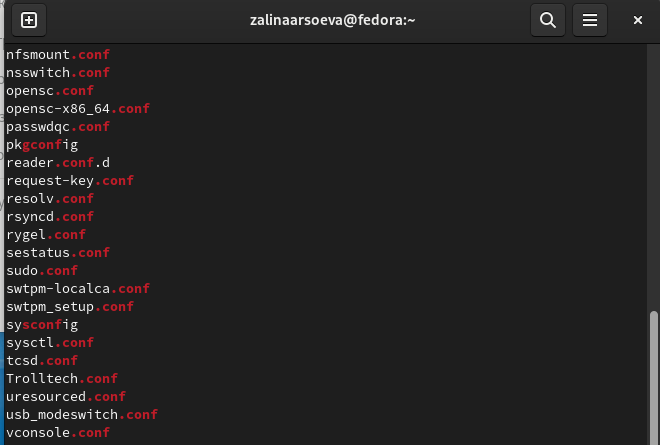 zalinaarsoeva@fedora:~
nfsmount.conf
nsswitch.conf
opensc.conf
opensc-x86_64.conf
passwdqc.conf
pkgconfig
reader.conf.d
request-key.conf
resolv.conf
rsyncd.conf
rygel.conf
sestatus.conf
sudo.conf
swtpm-localca.conf
swtpm_setup.conf
sysconfig
sysctl.conf
tcsd.conf
Trolltech.conf
uresourced.conf
usb_modeswitch.conf
vconsole.conf